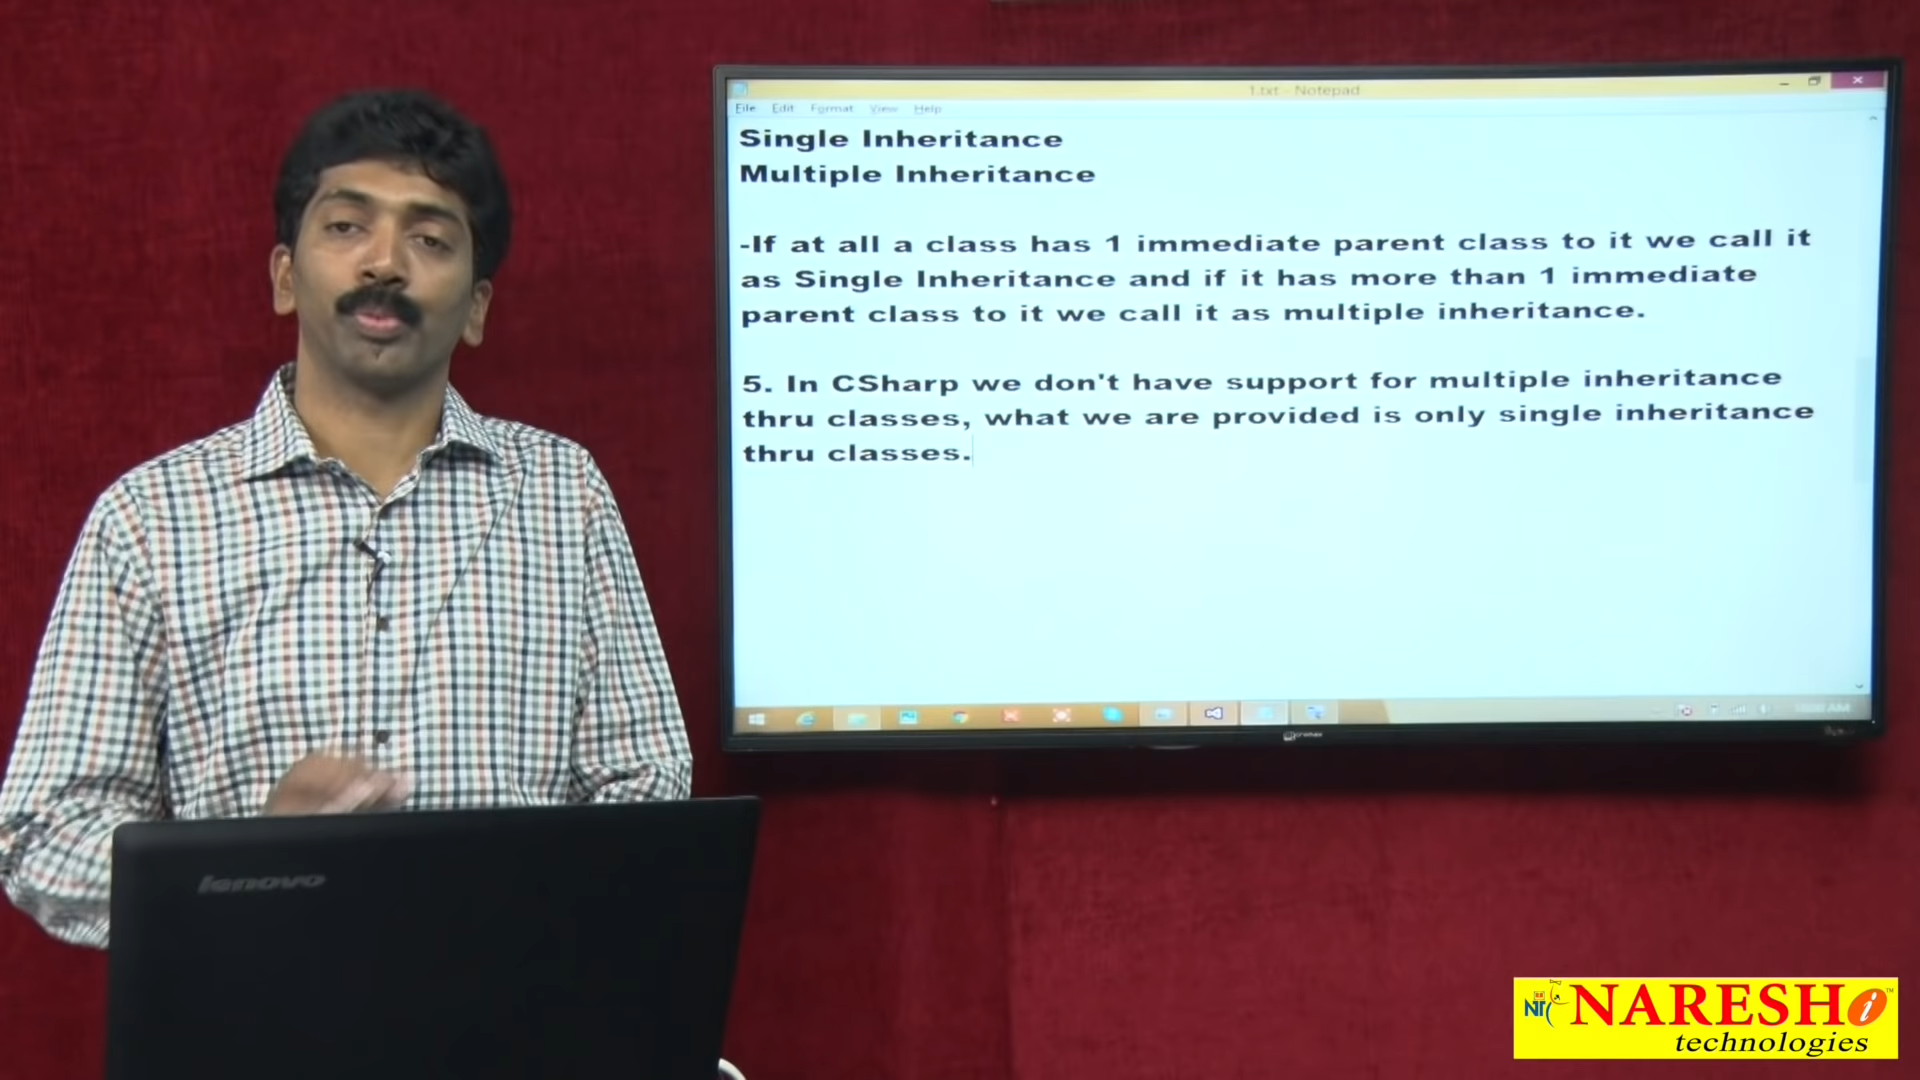 1.txt - Notepad
File Edit Format View Help
Single Inheritance
Multiple Inheritance
-If at all a class has 1 immediate parent class to it we call it
as Single Inheritance and if it has more than 1 immediate
parent class to it we call it as multiple inheritance.
5. In CSharp we don't have support for multiple inheritance
thru classes, what we are provided is only single inheritance
thru classes.
lenovo
NARESH i
technologies